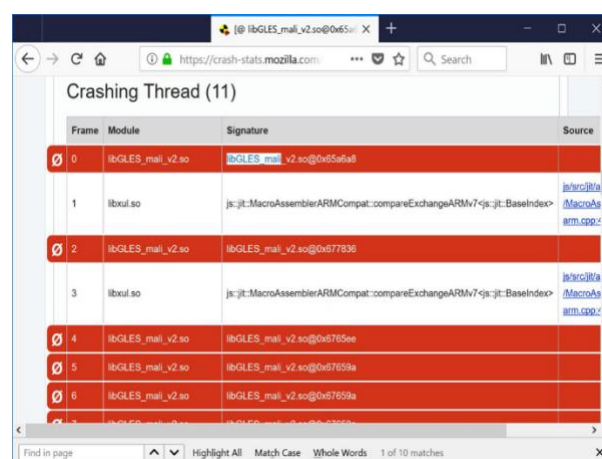 [@ libGLES_mali_v2.so@0x65a
https://crash-stats.mozilla.com
Search
Crashing Thread (11)
Frame Module Signature Source
0 libGLES_mali_v2.so libGLES_mali_v2.so@0x65a6a8
1 libxul.so js::jit::MacroAssemblerARMCompat::compareExchangeARMv7<js::jit::BaseIndex> js/src/jit/a
/MacroAs
arm.cpp:4
2 libGLES_mali_v2.so libGLES_mali_v2.so@0x677836
3 libxul.so js::jit::MacroAssemblerARMCompat::compareExchangeARMv7<js::jit::BaseIndex> js/src/jit/a
/MacroAs
arm.cpp:4
4 libGLES_mali_v2.so libGLES_mali_v2.so@0x6765ee
5 libGLES_mali_v2.so libGLES_mali_v2.so@0x67659a
6 libGLES_mali_v2.so libGLES_mali_v2.so@0x67659a
Find in page Highlight All Match Case Whole Words 1 of 10 matches